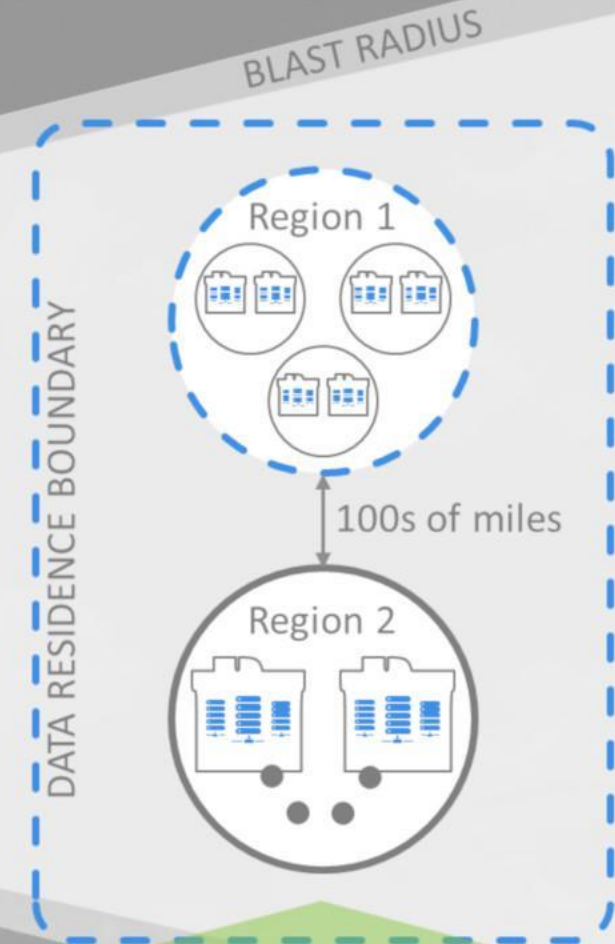 BLAST RADIUS
DATA RESIDENCE BOUNDARY
Region 1
100s of miles
Region 2